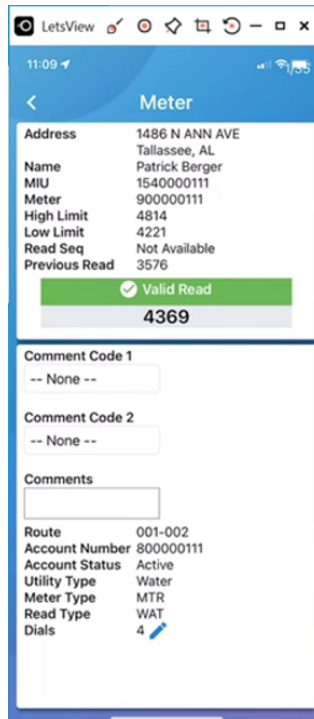 LetsView
11:09
Meter
Address 1486 N ANN AVE
Tallassee, AL
Name Patrick Berger
MIU 1540000111
Meter 900000111
High Limit 4814
Low Limit 4221
Read Seq Not Available
Previous Read 3576
Valid Read
4369
Comment Code 1
-- None --
Comment Code 2
-- None --
Comments
Route 001-002
Account Number 800000111
Account Status Active
Utility Type Water
Meter Type MTR
Read Type WAT
Dials 4